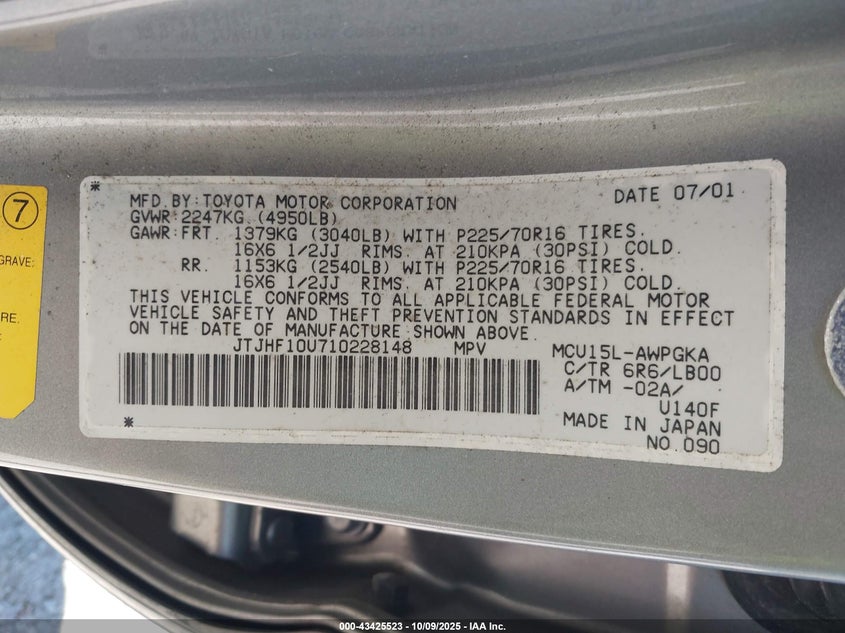 7
GRAVE:
RE.
MFD.BY:TOYOTA MOTOR CORPORATION DATE 07/01
GVWR:2247KG (4950LB)
GAWR:FRT. 1379KG (3040LB) WITH P225/70R16 TIRES.
16X6 1/2JJ RIMS. AT 210KPA (30PSI) COLD.
RR. 1153KG (2540LB) WITH P225/70R16 TIRES.
16X6 1/2JJ RIMS. AT 210KPA (30PSI) COLD.
THIS VEHICLE CONFORMS TO ALL APPLICABLE FEDERAL MOTOR
VEHICLE SAFETY AND THEFT PREVENTION STANDARDS IN EFFECT
ON THE DATE OF MANUFACTURE SHOWN ABOVE.
JTJHF10U710228148 MPV MCU15L-AWPGKA
C/TR 6R6/LB00
A/TM -02A/
U140F
MADE IN JAPAN
NO.090
000-43425523 - 10/09/2025 - IAA Inc.